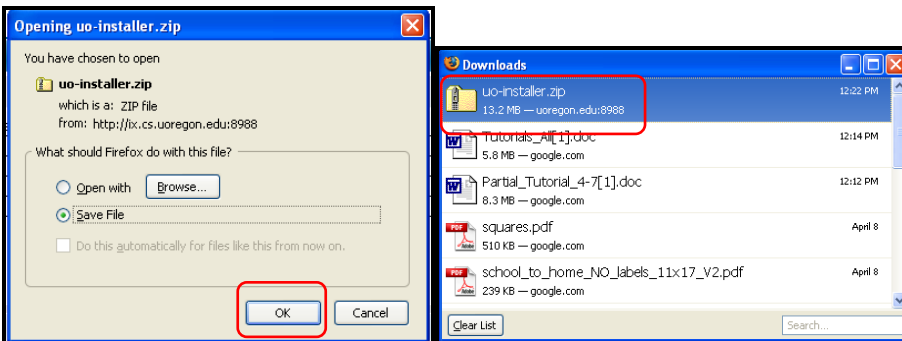 Opening uo-installer.zip
You have chosen to open
uo-installer.zip
which is a: ZIP file
from: http://ix.cs.uoregon.edu:8988
What should Firefox do with this file?
Open with
Browse...
Save File
Do this automatically for files like this from now on.
OK
Cancel
Downloads
uo-installer.zip
12:22 PM
13.2 MB — uoregon.edu:8988
Tutorials_All[1].doc
12:14 PM
5.8 MB — google.com
Partial_Tutorial_4-7[1].doc
12:12 PM
8.3 MB — google.com
squares.pdf
April 8
510 KB — google.com
school_to_home_NO_labels_11x17_V2.pdf
April 8
239 KB — google.com
Clear List
Search...